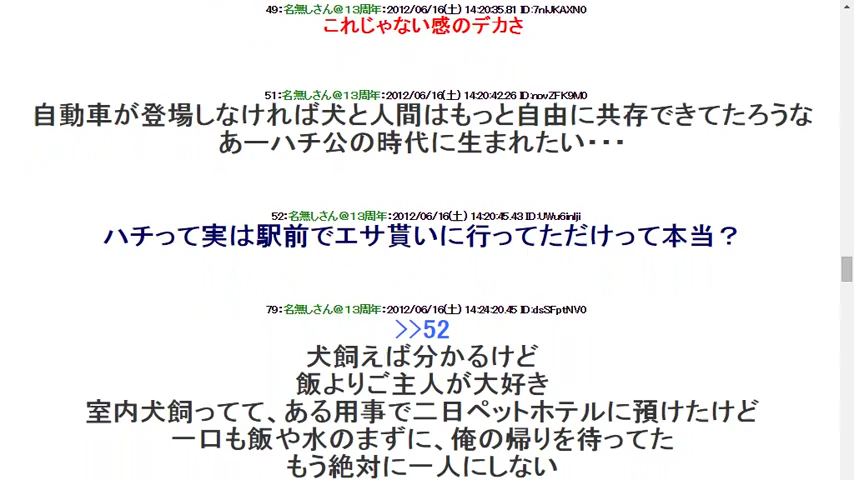 49：名無しさん＠１３周年：2012/06/16(土) 14:20:35.81 ID:7nkJKAXN0
これじゃない感のデカさ
51：名無しさん＠１３周年：2012/06/16(土) 14:20:42.26 ID:novZFK9M0
自動車が登場しなければ犬と人間はもっと自由に共存できてたろうな
あーハチ公の時代に生まれたい・・・
52：名無しさん＠１３周年：2012/06/16(土) 14:20:45.43 ID:UWu6inIji
ハチって実は駅前でエサ貰いに行ってただけって本当？
79：名無しさん＠１３周年：2012/06/16(土) 14:24:20.45 ID:dsSFptNV0
>>52
犬飼えば分かるけど
飯よりご主人が大好き
室内犬飼ってて、ある用事で二日ペットホテルに預けたけど
一口も飯や水のまずに、俺の帰りを待ってた
もう絶対に一人にしない